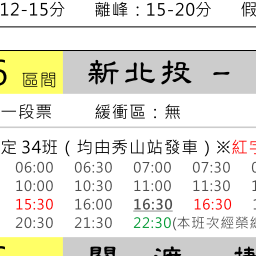 12-15分 離峰：15-20分
區間 新北投 –
一段票 緩衝區：無
定 34班 ( 均由秀山站發車 ) ※紅字
06:00 06:30 07:00 07:30
10:00 10:30 11:00 11:30
15:30 16:00 16:30 16:30
20:30 21:30 22:30(本班次經榮總
關 渡